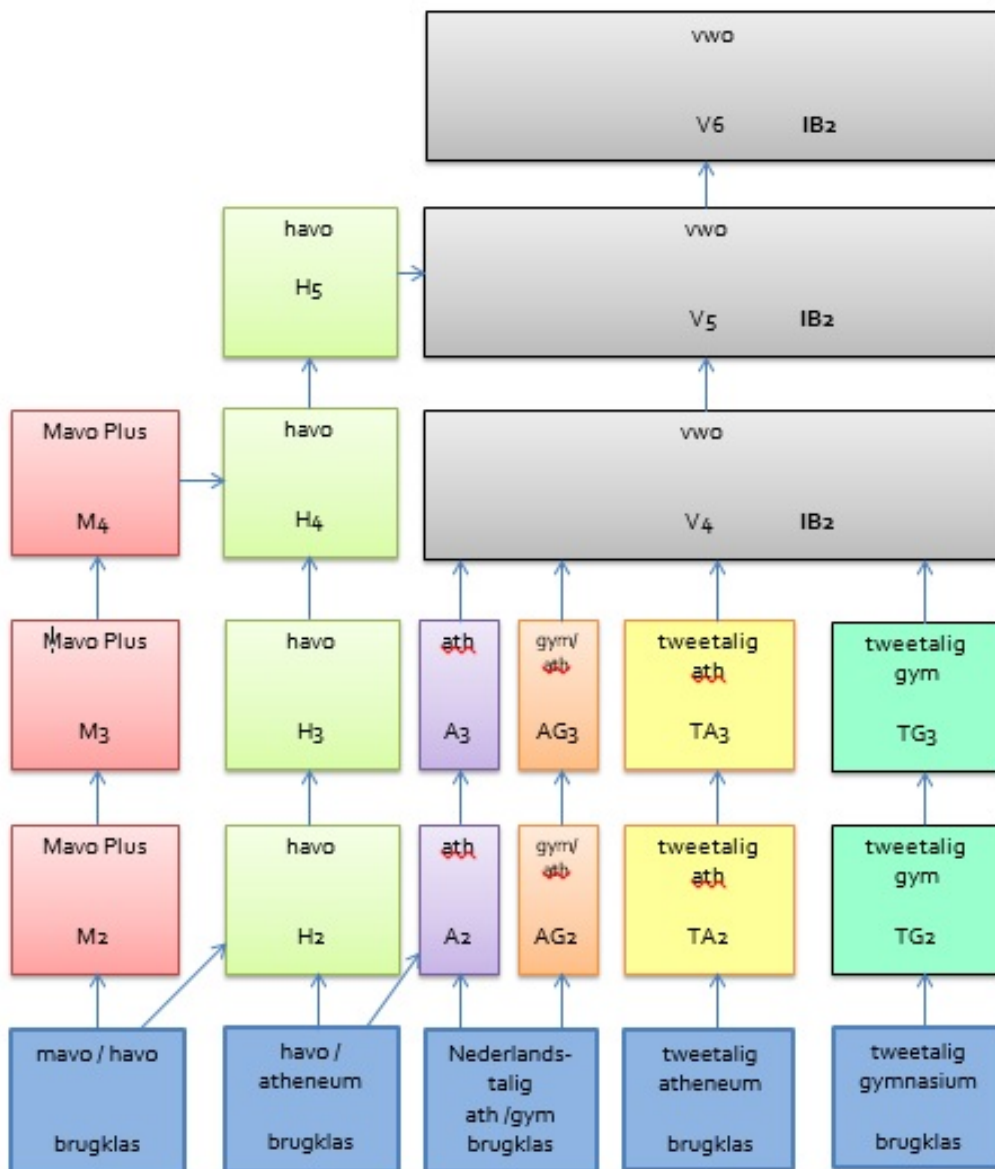 vwo
V6 IB2
havo
H5
vwo
V5 IB2
Mavo Plus
M4
havo
H4
vwo
V4 IB2
Mavo Plus
M3
havo
H3
ath
A3
gym/
ath
AG3
tweetalig
ath
TA3
tweetalig
gym
TG3
Mavo Plus
M2
havo
H2
ath
A2
gym/
ath
AG2
tweetalig
ath
TA2
tweetalig
gym
TG2
mavo / havo
brugklas
havo /
atheneum
brugklas
Nederlands-
talig
ath /gym
brugklas
tweetalig
atheneum
brugklas
tweetalig
gymnasium
brugklas